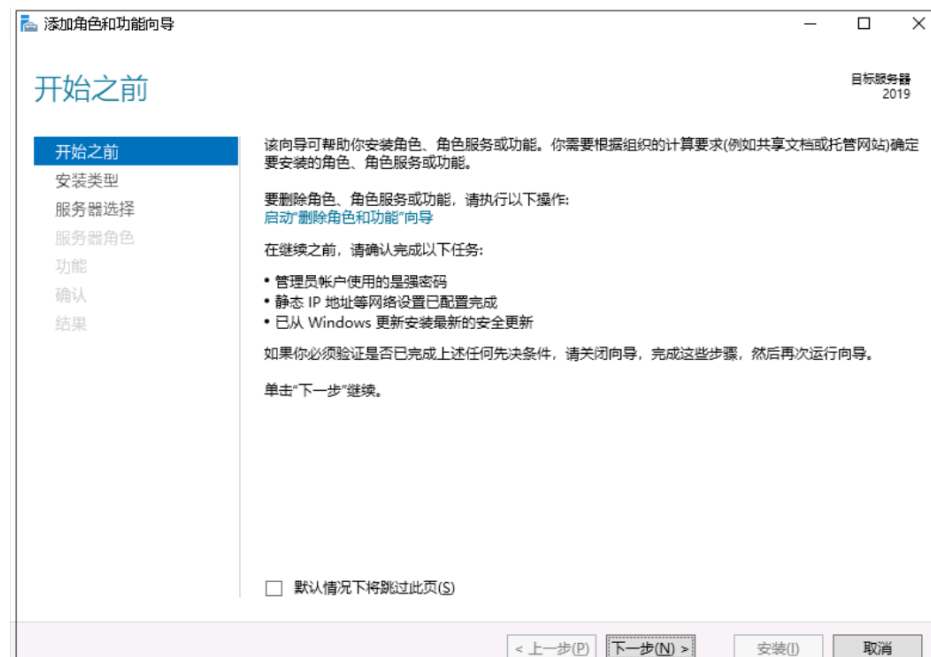 添加角色和功能向导
开始之前
目标服务器
2019
开始之前
安装类型
服务器选择
服务器角色
功能
确认
结果
该向导可帮助你安装角色、角色服务或功能。你需要根据组织的计算要求(例如共享文档或托管网站)确定
要安装的角色、角色服务或功能。
要删除角色、角色服务或功能，请执行以下操作:
启动"删除角色和功能"向导
在继续之前，请确认完成以下任务:
• 管理员帐户使用的是强密码
• 静态 IP 地址等网络设置已配置完成
• 已从 Windows 更新安装最新的安全更新
如果你必须验证是否已完成上述任何先决条件，请关闭向导，完成这些步骤，然后再次运行向导。
单击"下一步"继续。
默认情况下将跳过此页(S)
< 上一步(P)
下一步(N) >
安装(I)
取消